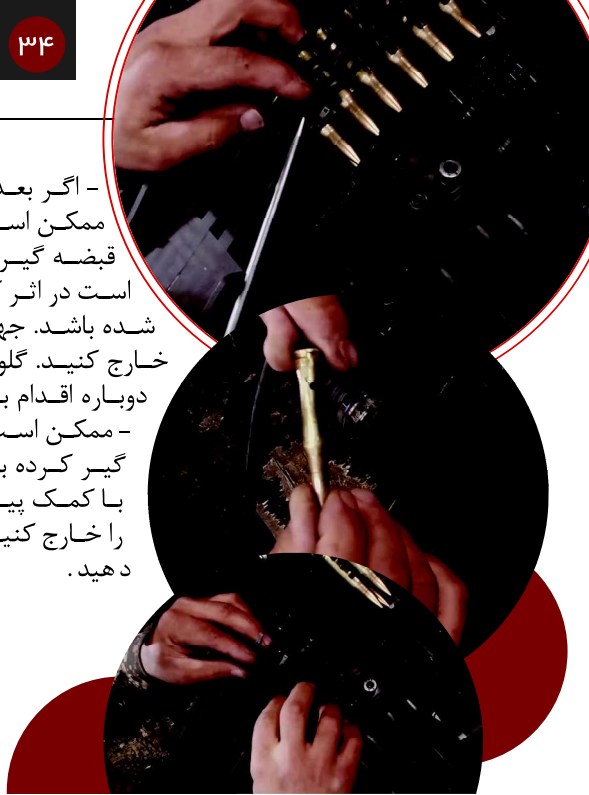 ۳۴
- اگر بعد
ممکن اس
قبضه گیر
است در اثر
شده باشد. جه
خارج کنید. گلو
دوباره اقدام ب
- ممکن است
گیر کرده ب
با کمک پی
را خارج کنی
دهید.